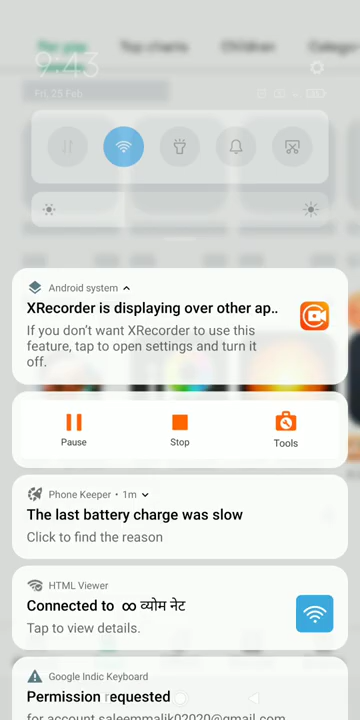 For you Top charts Children
9:43
Fri, 25 Feb
Android system
XRecorder is displaying over other ap..
If you don't want XRecorder to use this
feature, tap to open settings and turn it
off.
Pause Stop Tools
Phone Keeper • 1m
The last battery charge was slow
Click to find the reason
HTML Viewer
Connected to ∞ व्योम नेट
Tap to view details.
Google Indic Keyboard
Permission requested
for account saleemmalik02020@gmail.com